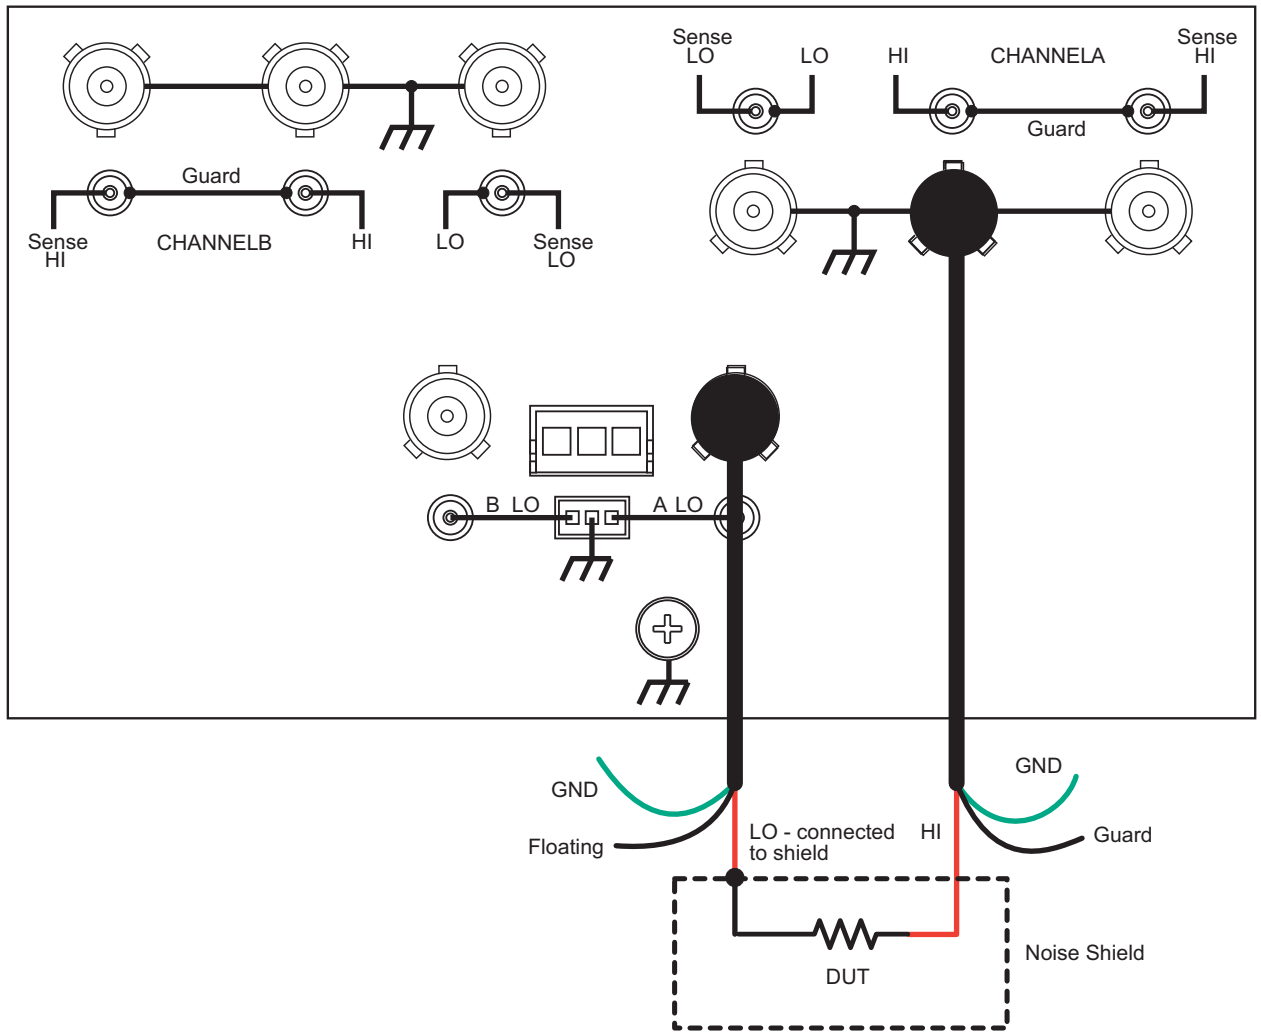 Sense
LO
LO
HI
CHANNELA
Sense
HI
Guard
Guard
Sense
HI
CHANNELB
HI
LO
Sense
LO
B LO
A LO
GND
Floating
LO - connected
to shield
HI
GND
Guard
DUT
Noise Shield